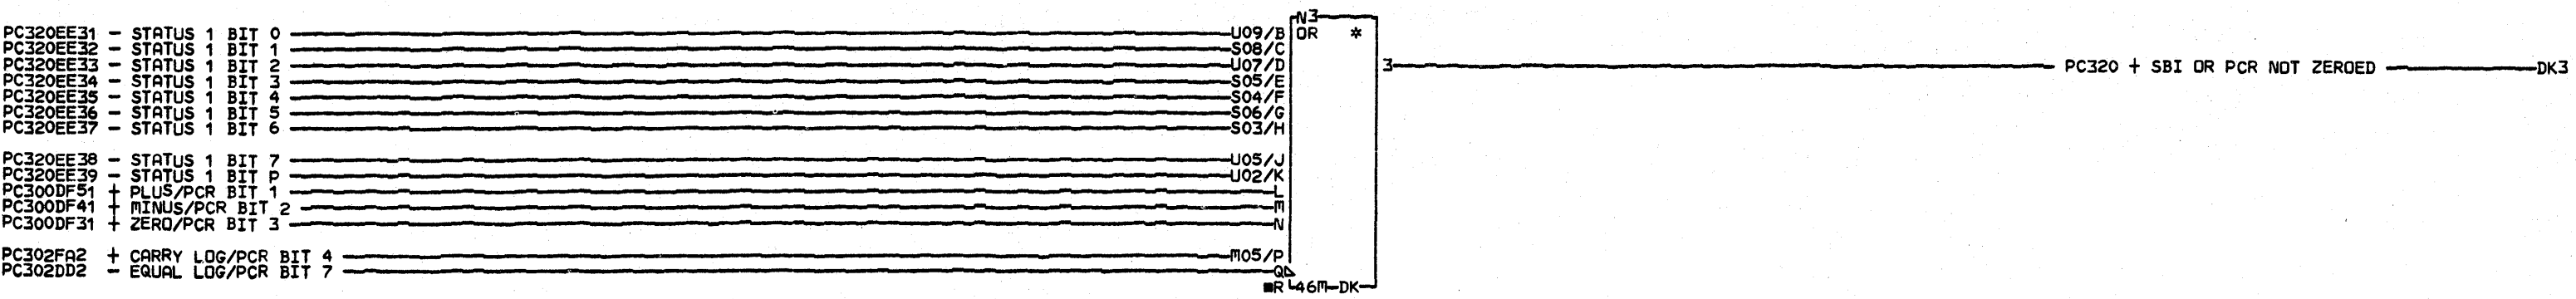 N3
PC320EE31 - STATUS 1 BIT 0 U09/B OR *
PC320EE32 - STATUS 1 BIT 1 S08/C
PC320EE33 - STATUS 1 BIT 2 U07/D 3 PC320 + SBI OR PCR NOT ZEROED DK3
PC320EE34 - STATUS 1 BIT 3 S05/E
PC320EE35 - STATUS 1 BIT 4 S04/F
PC320EE36 - STATUS 1 BIT 5 S06/G
PC320EE37 - STATUS 1 BIT 6 S03/H
PC320EE38 - STATUS 1 BIT 7 U05/J
PC320EE39 - STATUS 1 BIT P U02/K
PC300DF51 + PLUS/PCR BIT 1 L
PC300DF41 + MINUS/PCR BIT 2 M
PC300DF31 + ZERO/PCR BIT 3 N
PC302FA2 + CARRY LOG/PCR BIT 4 M05/P
PC302DD2 - EQUAL LOG/PCR BIT 7 Q
■R 46M-DK